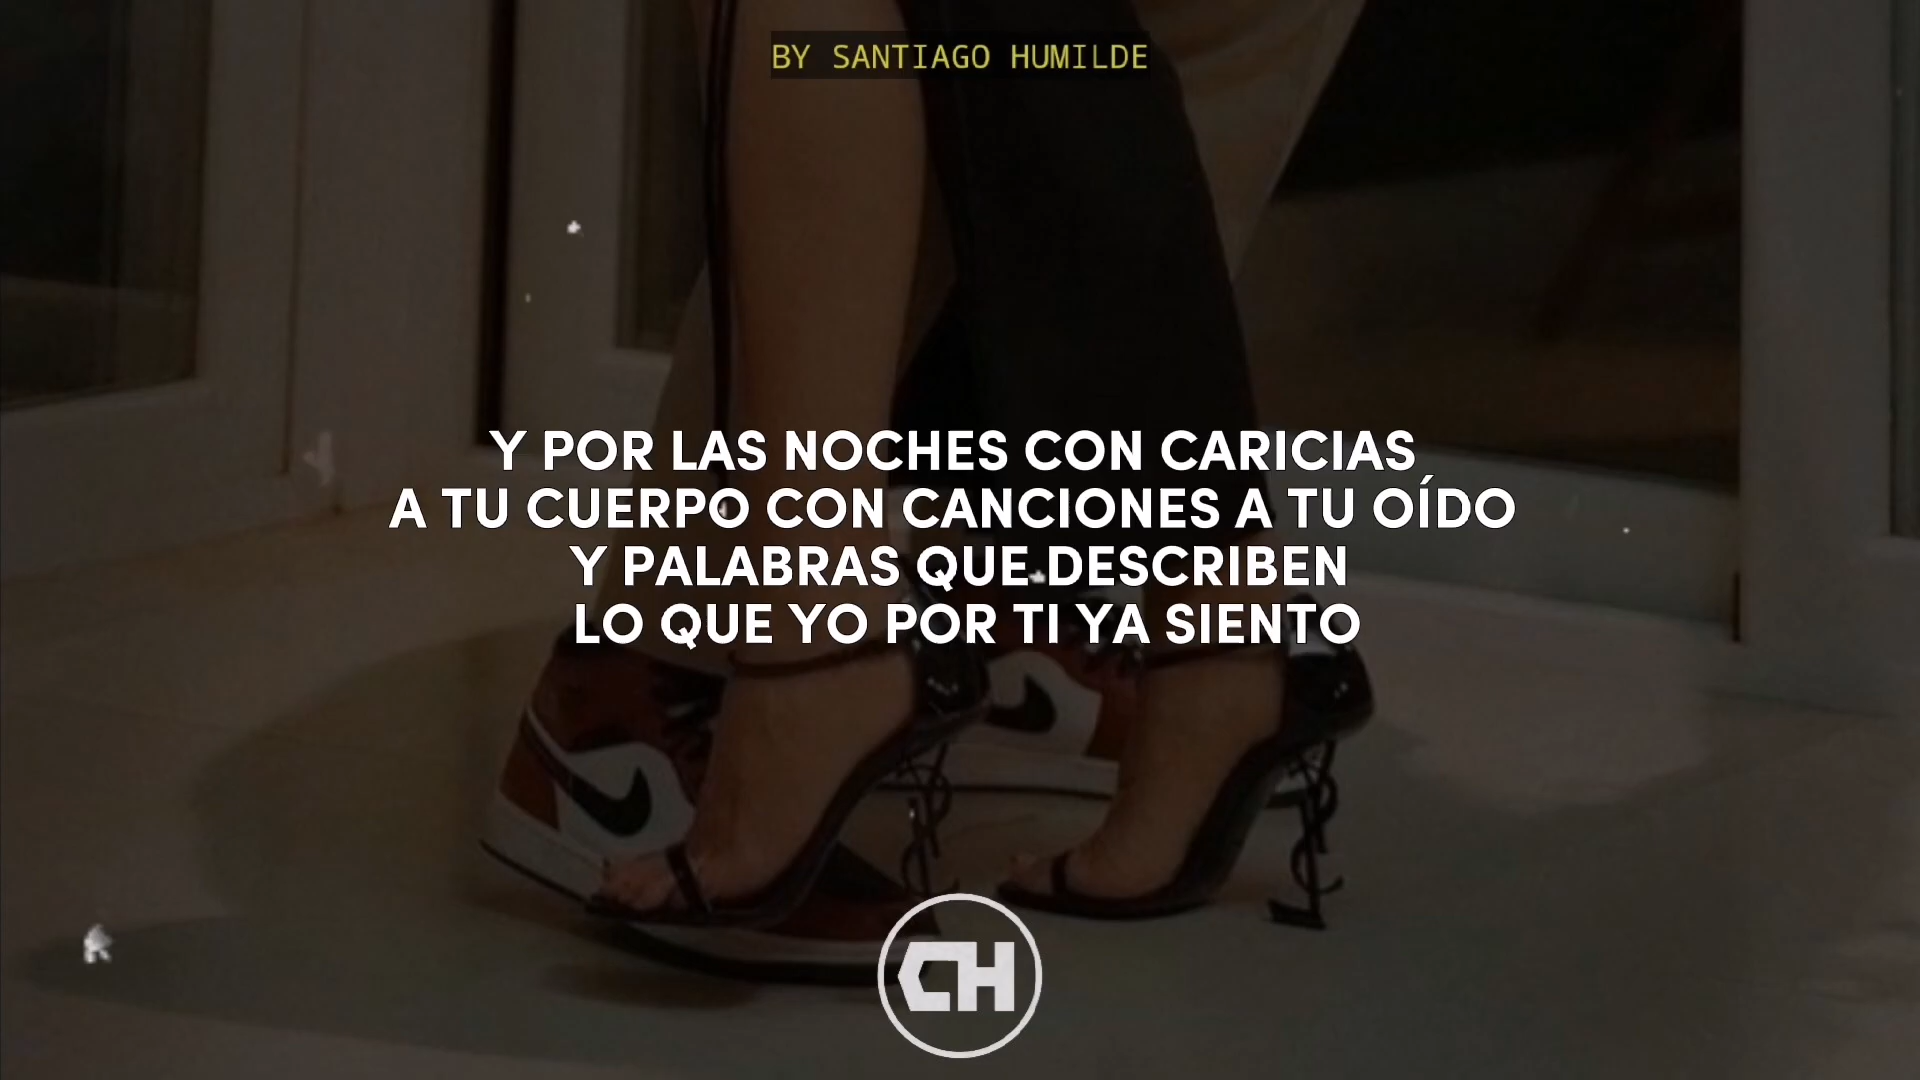 BY SANTIAGO HUMILDE
Y POR LAS NOCHES CON CARICIAS
A TU CUERPO CON CANCIONES A TU OÍDO
Y PALABRAS QUE DESCRIBEN
LO QUE YO POR TI YA SIENTO
CH